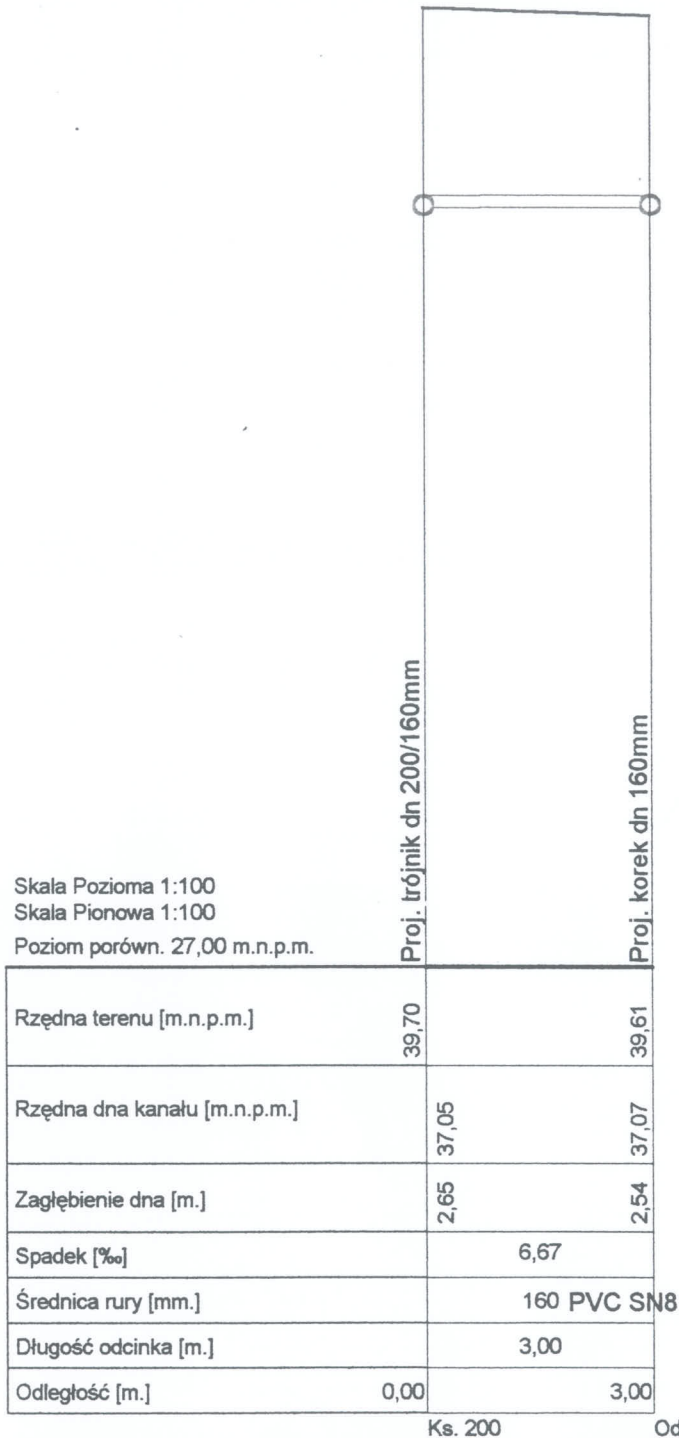 Proj. trójnik dn 200/160mm
Proj. korek dn 160mm
Skala Pozioma 1:100
Skala Pionowa 1:100
Poziom porówn. 27,00 m.n.p.m.
Rzędna terenu [m.n.p.m.] 39,70 39,61
Rzędna dna kanału [m.n.p.m.] 37,05 37,07
Zagłębienie dna [m.] 2,65 2,54
Spadek [‰] 6,67
Średnica rury [mm.] 160 PVC SN8
Długość odcinka [m.] 3,00
Odległość [m.] 0,00 3,00
Ks. 200 Od